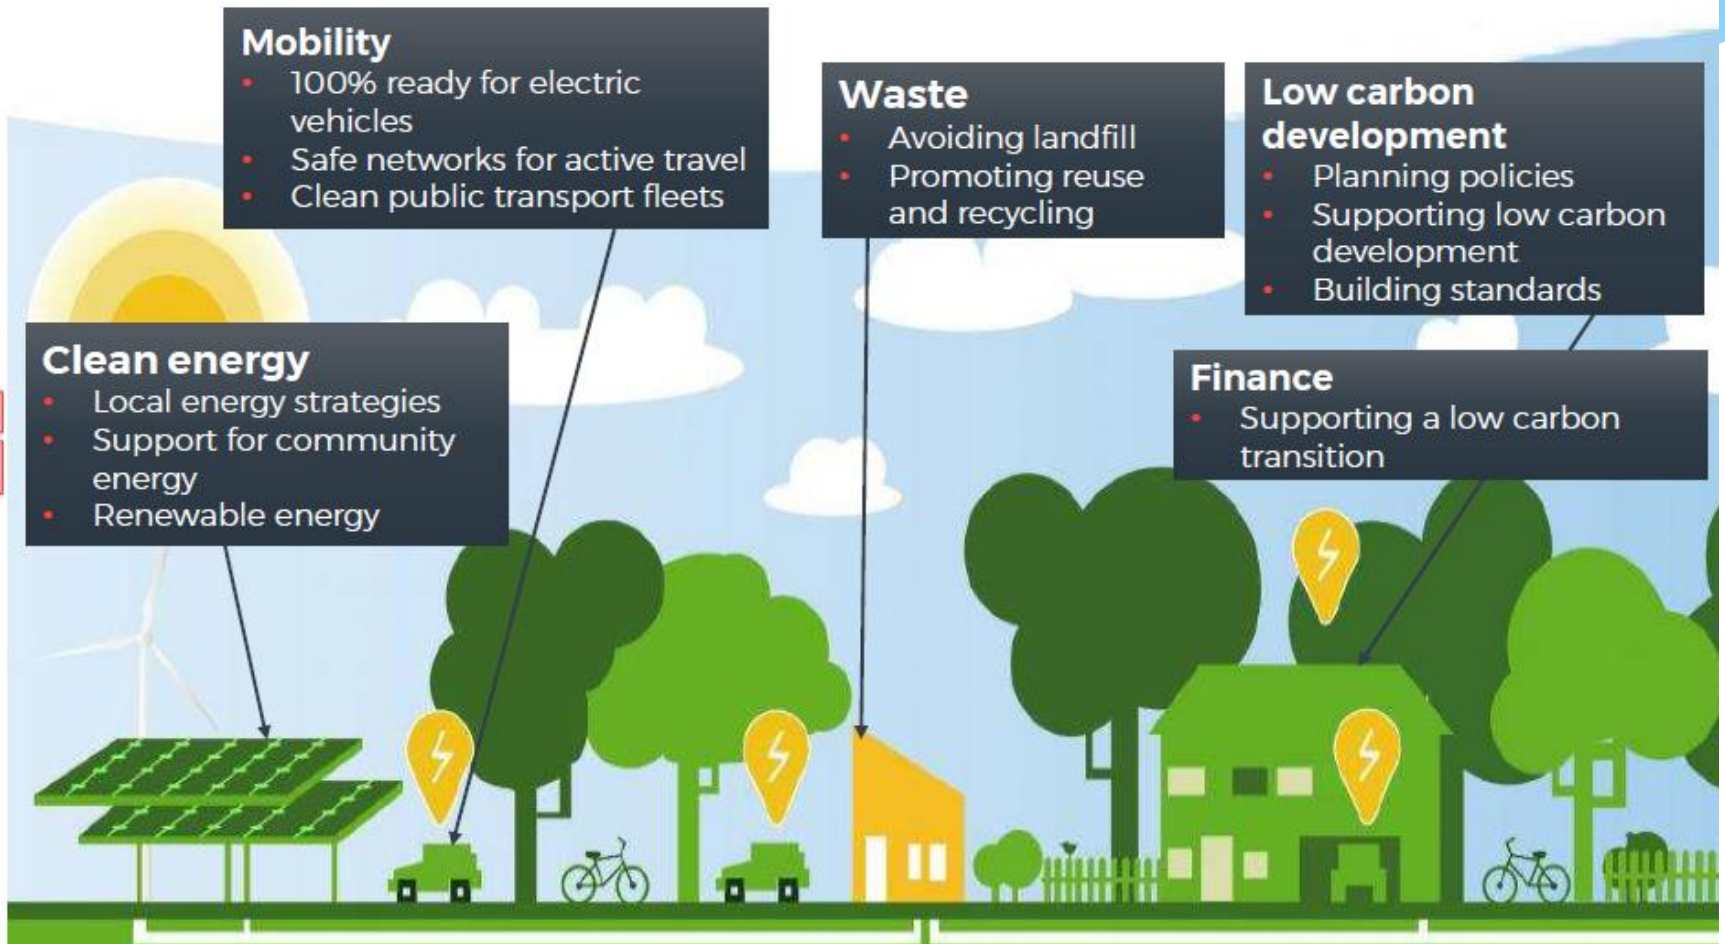 Mobility
• 100% ready for electric
vehicles
• Safe networks for active travel
• Clean public transport fleets
Waste
• Avoiding landfill
• Promoting reuse
and recycling
Low carbon
development
• Planning policies
• Supporting low carbon
development
• Building standards
Clean energy
• Local energy strategies
• Support for community
energy
• Renewable energy
Finance
• Supporting a low carbon
transition